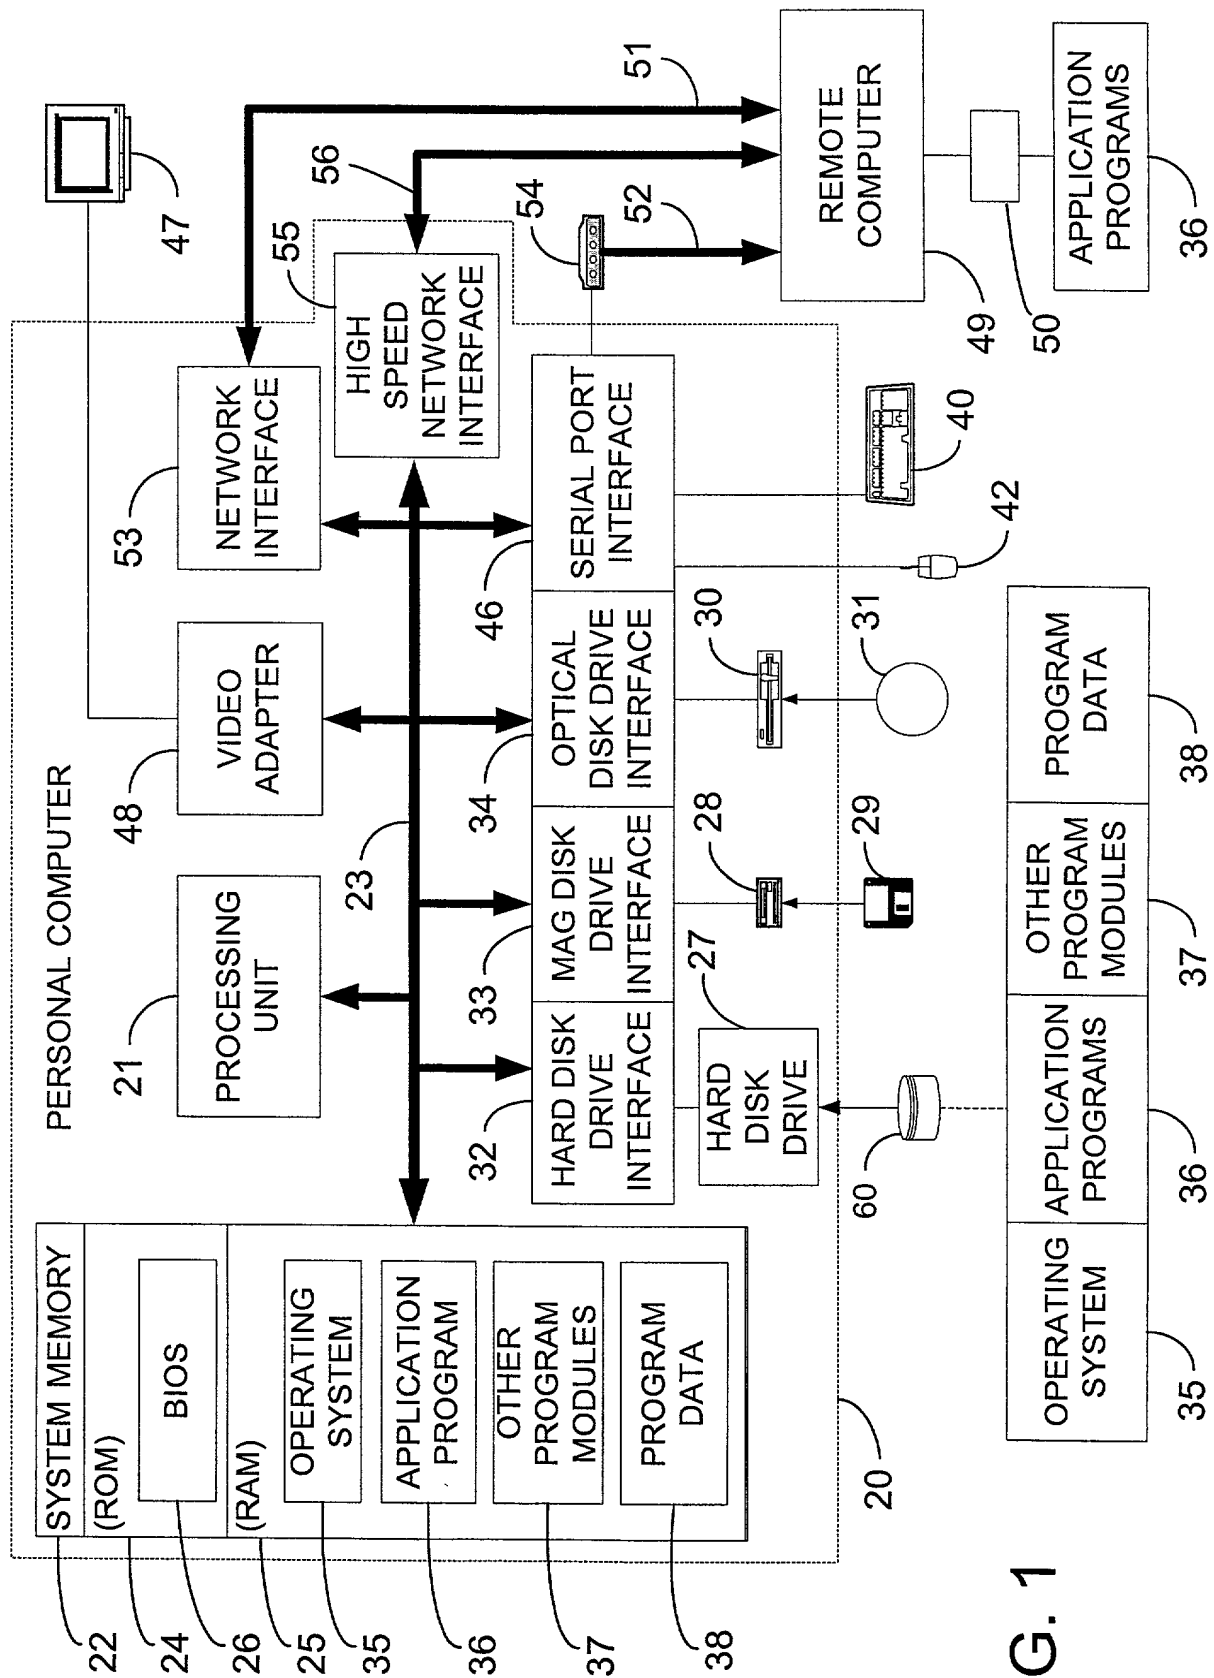 PERSONAL COMPUTER
22
SYSTEM MEMORY
24
(ROM)
26
BIOS
25
(RAM)
35
OPERATING
SYSTEM
36
APPLICATION
PROGRAM
37
OTHER
PROGRAM
MODULES
38
PROGRAM
DATA
21
PROCESSING
UNIT
48
VIDEO
ADAPTER
53
NETWORK
INTERFACE
47
55
HIGH
SPEED
NETWORK
INTERFACE
56
51
23
32
HARD DISK
DRIVE
INTERFACE
33
MAG DISK
DRIVE
INTERFACE
34
OPTICAL
DISK DRIVE
INTERFACE
46
SERIAL PORT
INTERFACE
54
52
HARD
DISK
DRIVE
27
28
30
42
40
60
29
31
20
REMOTE
COMPUTER
49
50
APPLICATION
PROGRAMS
36
OPERATING
SYSTEM
35
APPLICATION
PROGRAMS
36
OTHER
PROGRAM
MODULES
37
PROGRAM
DATA
38
G. 1